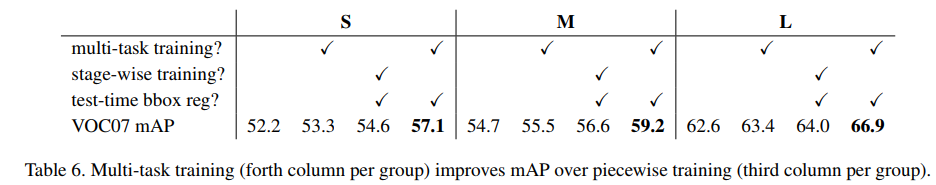 S M L
multi-task training? ✓ ✓ ✓ ✓ ✓ ✓
stage-wise training? ✓ ✓ ✓
test-time bbox reg? ✓ ✓ ✓ ✓ ✓ ✓
VOC07 mAP 52.2 53.3 54.6 57.1 54.7 55.5 56.6 59.2 62.6 63.4 64.0 66.9
Table 6. Multi-task training (forth column per group) improves mAP over piecewise training (third column per group).